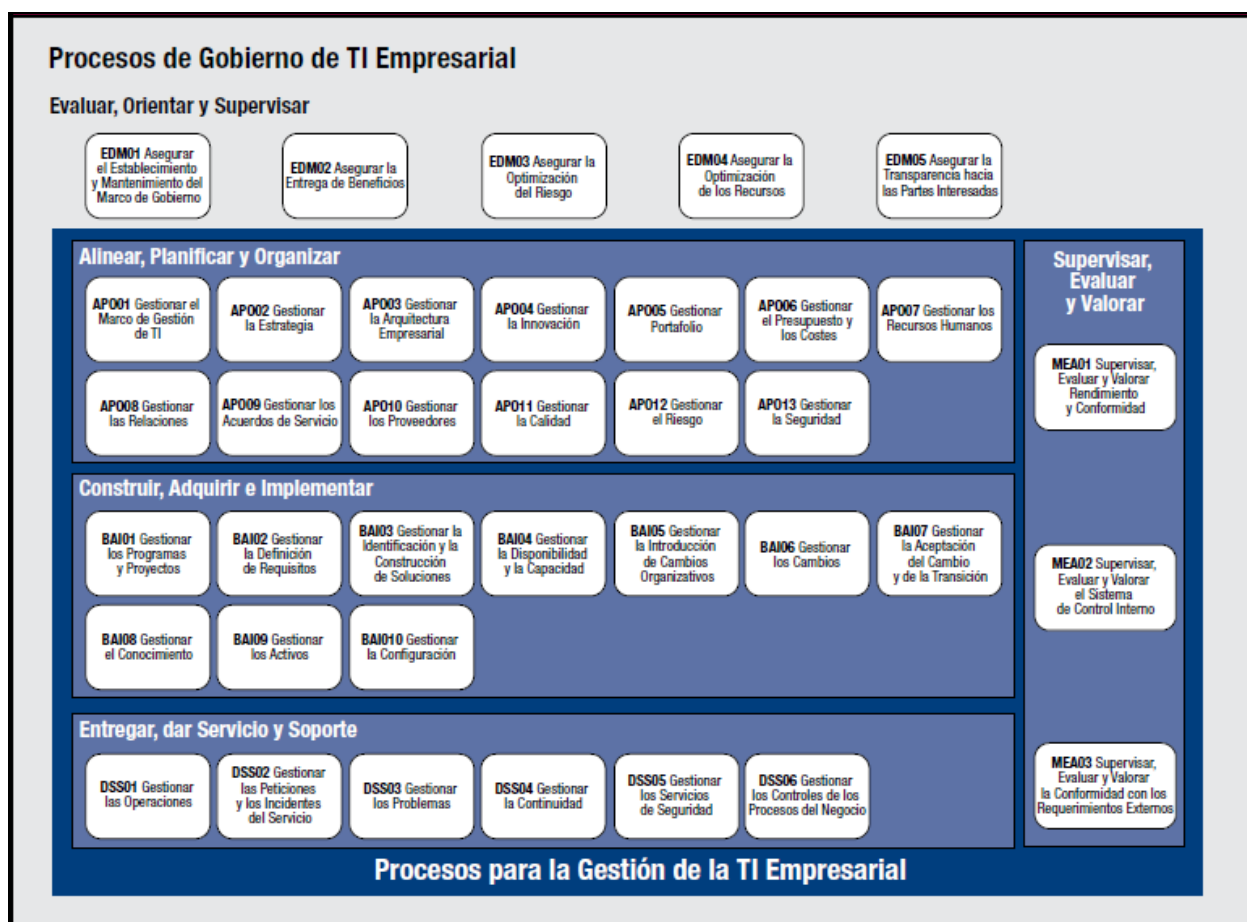 Procesos de Gobierno de TI Empresarial
Evaluar, Orientar y Supervisar
EDM01 Asegurar
el Establecimiento
y Mantenimiento del
Marco de Gobierno
EDM02 Asegurar la
Entrega de Beneficios
EDM03 Asegurar la
Optimización
del Riesgo
EDM04 Asegurar la
Optimización
de los Recursos
EDM05 Asegurar la
Transparencia hacia
las Partes Interesadas
Alinear, Planificar y Organizar
APO01 Gestionar el
Marco de Gestión
de TI
APO02 Gestionar
la Estrategia
APO03 Gestionar
la Arquitectura
Empresarial
APO04 Gestionar
la Innovación
APO05 Gestionar
Portafolio
APO06 Gestionar
el Presupuesto y
los Costes
APO07 Gestionar los
Recursos Humanos
APO08 Gestionar
las Relaciones
APO09 Gestionar los
Acuerdos de Servicio
APO10 Gestionar
los Proveedores
APO11 Gestionar
la Calidad
APO12 Gestionar
el Riesgo
APO13 Gestionar
la Seguridad
Construir, Adquirir e Implementar
BAI01 Gestionar
los Programas
y Proyectos
BAI02 Gestionar
la Definición
de Requisitos
BAI03 Gestionar la
Identificación y la
Construcción
de Soluciones
BAI04 Gestionar
la Disponibilidad
y la Capacidad
BAI05 Gestionar
la Introducción
de Cambios
Organizativos
BAI06 Gestionar
los Cambios
BAI07 Gestionar
la Aceptación
del Cambio
y de la Transición
BAI08 Gestionar
el Conocimiento
BAI09 Gestionar
los Activos
BAI010 Gestionar
la Configuración
Entregar, dar Servicio y Soporte
DSS01 Gestionar
las Operaciones
DSS02 Gestionar
las Peticiones
y los Incidentes
del Servicio
DSS03 Gestionar
los Problemas
DSS04 Gestionar
la Continuidad
DSS05 Gestionar
los Servicios
de Seguridad
DSS06 Gestionar
los Controles de los
Procesos del Negocio
Supervisar,
Evaluar
y Valorar
MEA01 Supervisar,
Evaluar y Valorar
Rendimiento
y Conformidad
MEA02 Supervisar,
Evaluar y Valorar
el Sistema
de Control Interno
MEA03 Supervisar,
Evaluar y Valorar
la Conformidad con los
Requerimientos Externos
Procesos para la Gestión de la TI Empresarial